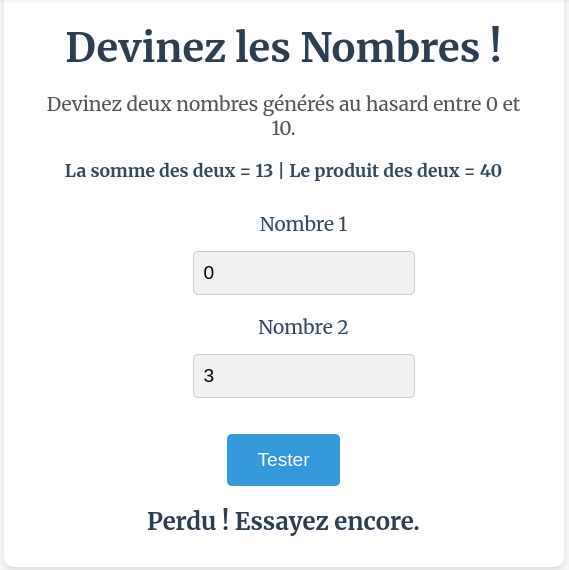 Devinez les Nombres !
Devinez deux nombres générés au hasard entre 0 et
10.
La somme des deux = 13 | Le produit des deux = 40
Nombre 1
0
Nombre 2
3
Tester
Perdu ! Essayez encore.